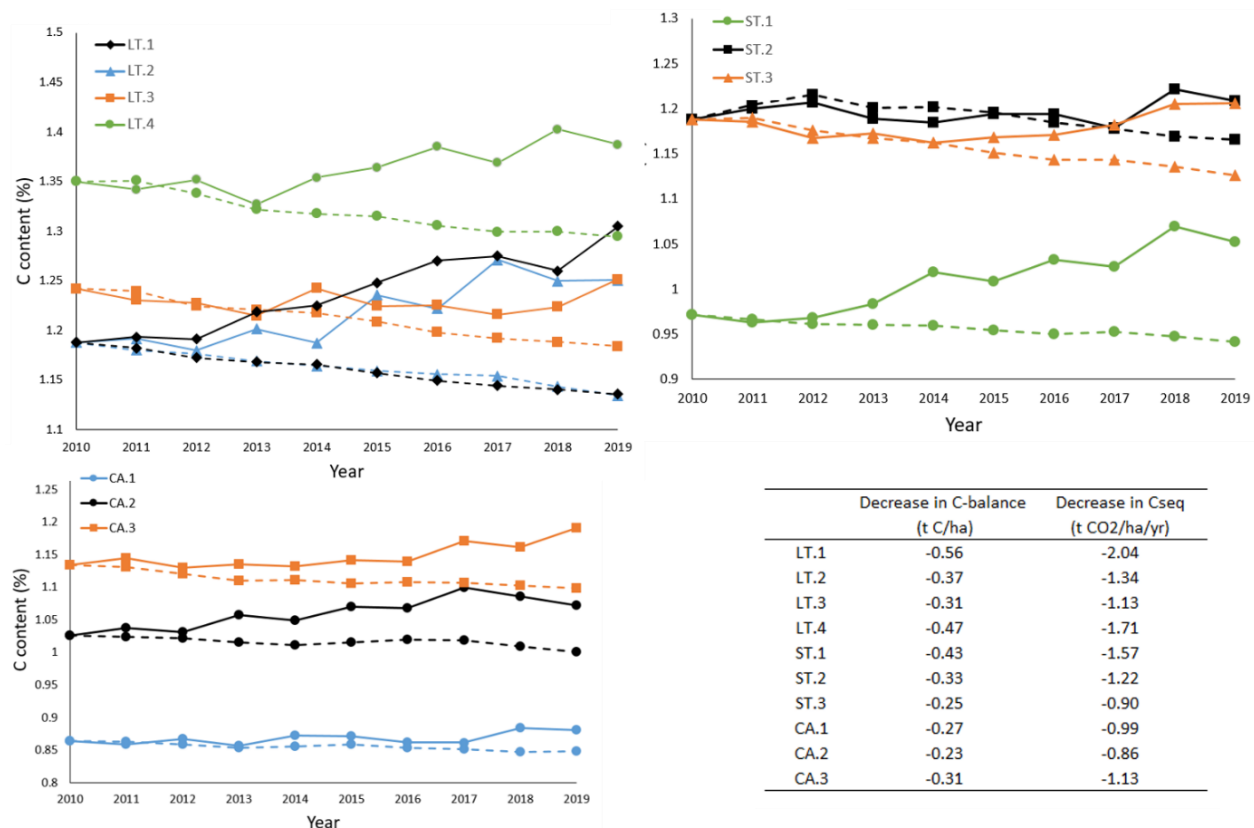 1.5
1.45
1.4
1.35
1.3
1.25
1.2
1.15
1.1
C content (%)
LT.1
LT.2
LT.3
LT.4
2010 2011 2012 2013 2014 2015 2016 2017 2018 2019
Year
1.3
1.25
1.2
1.15
1.1
1.05
1
0.95
0.9
ST.1
ST.2
ST.3
2010 2011 2012 2013 2014 2015 2016 2017 2018 2019
Year
1.25
1.2
1.15
1.1
1.05
1
0.95
0.9
0.85
0.8
C content (%)
CA.1
CA.2
CA.3
2010 2011 2012 2013 2014 2015 2016 2017 2018 2019
Year
Decrease in C-balance Decrease in Cseq
(t C/ha) (t CO2/ha/yr)
LT.1 -0.56 -2.04
LT.2 -0.37 -1.34
LT.3 -0.31 -1.13
LT.4 -0.47 -1.71
ST.1 -0.43 -1.57
ST.2 -0.33 -1.22
ST.3 -0.25 -0.90
CA.1 -0.27 -0.99
CA.2 -0.23 -0.86
CA.3 -0.31 -1.13